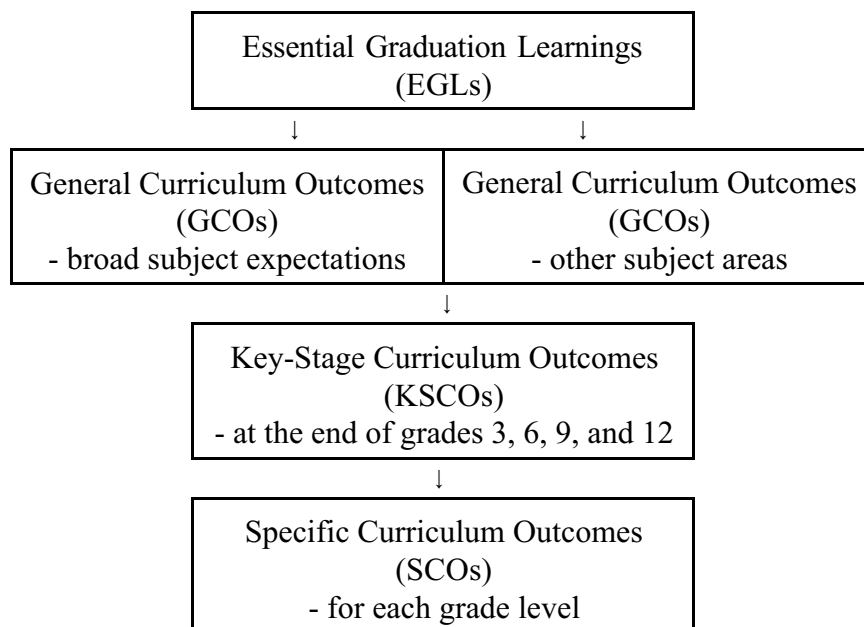 Essential Graduation Learnings
(EGLs)
↓ ↓
General Curriculum Outcomes
(GCOs)
- broad subject expectations
General Curriculum Outcomes
(GCOs)
- other subject areas
↓
Key-Stage Curriculum Outcomes
(KSCOs)
- at the end of grades 3, 6, 9, and 12
↓
Specific Curriculum Outcomes
(SCOs)
- for each grade level